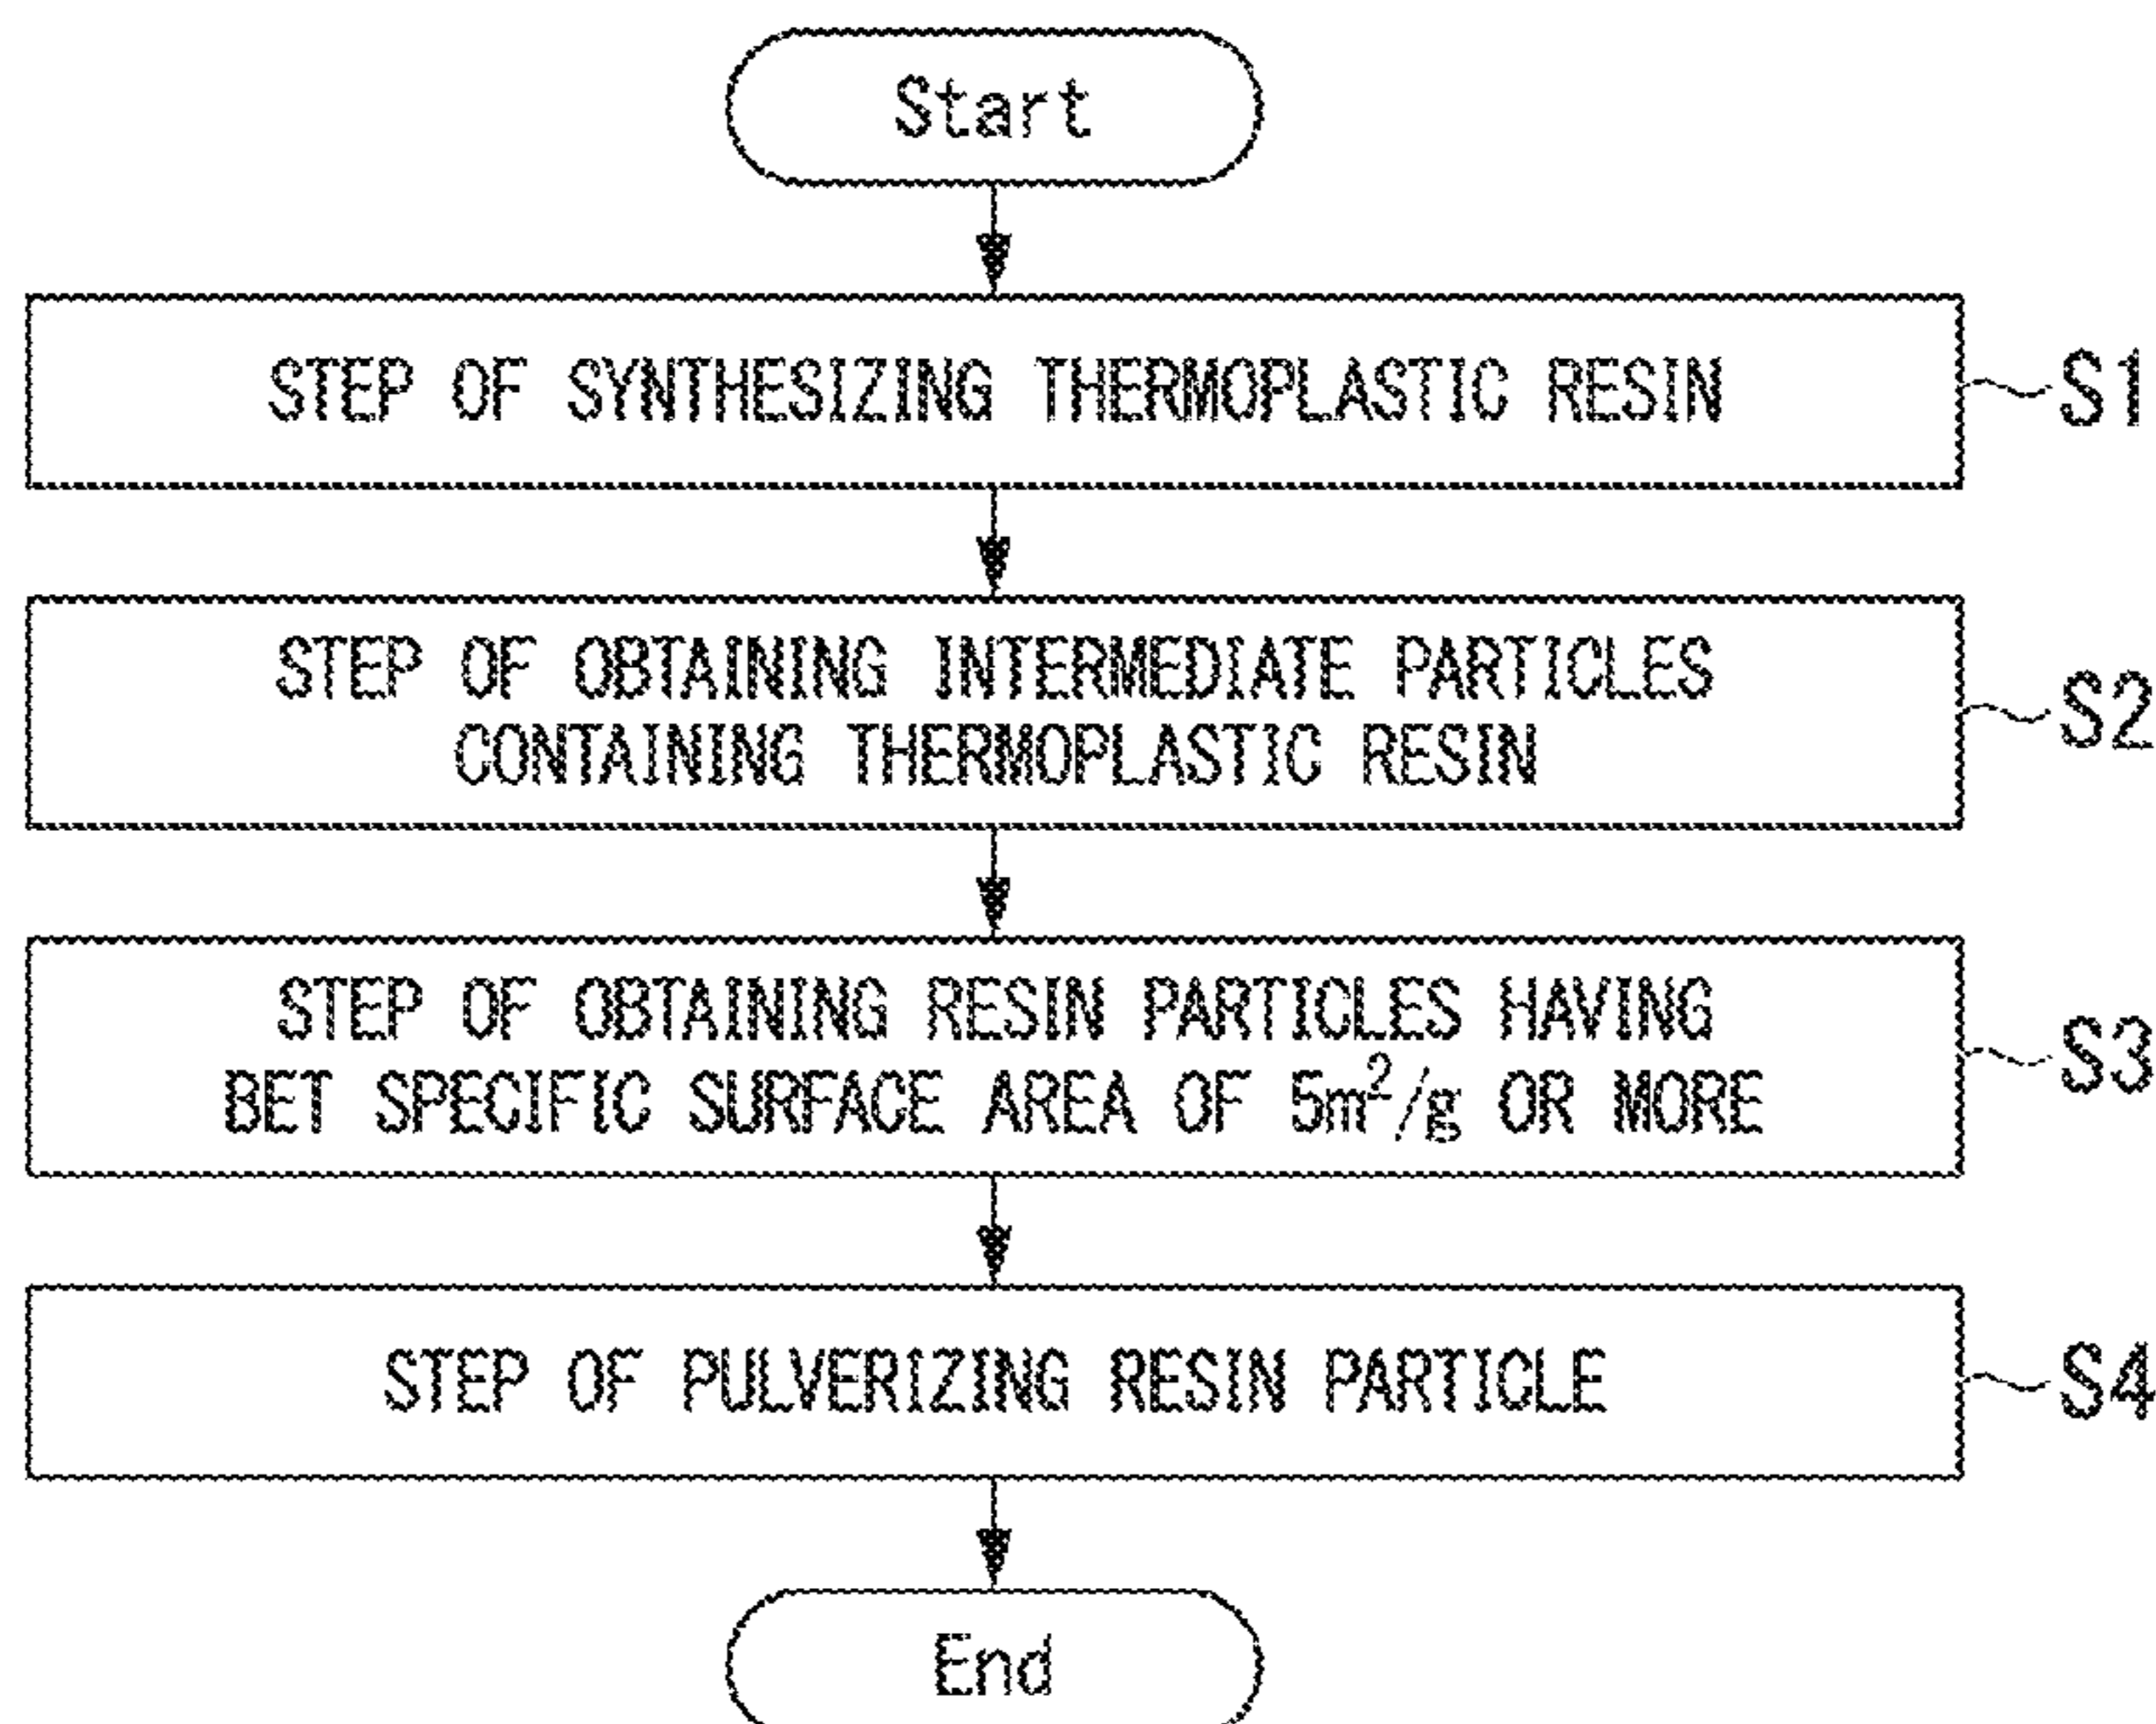 Start
STEP OF SYNTHESIZING THERMOPLASTIC RESIN
S1
STEP OF OBTAINING INTERMEDIATE PARTICLES
CONTAINING THERMOPLASTIC RESIN
S2
STEP OF OBTAINING RESIN PARTICLES HAVING
BET SPECIFIC SURFACE AREA OF 5m²/g OR MORE
S3
STEP OF PULVERIZING RESIN PARTICLE
S4
End